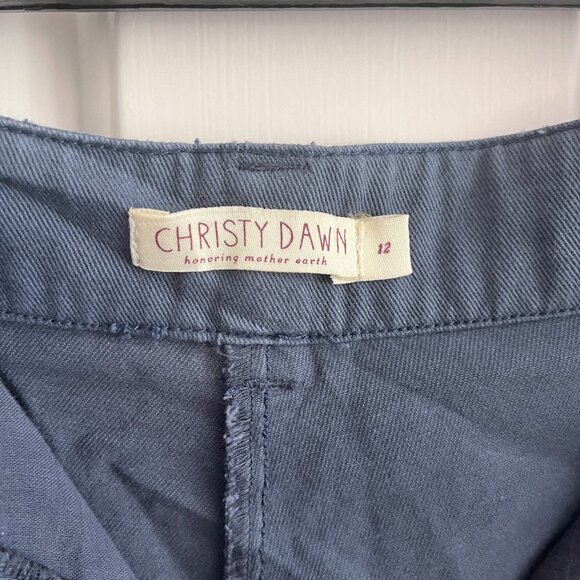 CHRISTY DAWN
honoring mother earth
12